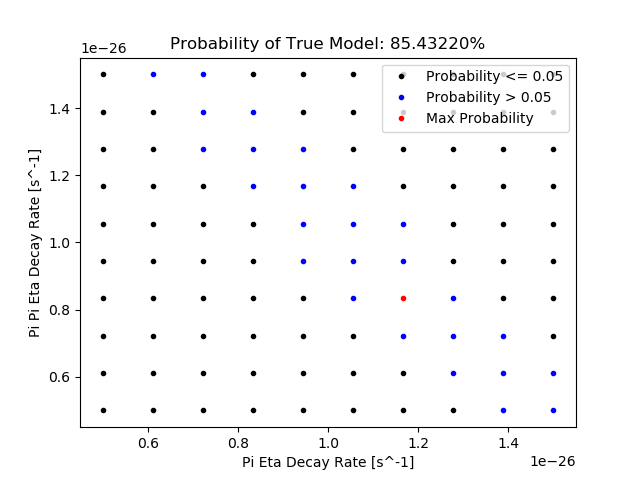 Probability of True Model: 85.43220%
1e−26
Probability <= 0.05
Probability > 0.05
Max Probability
1.4
1.2
1.0
0.8
0.6
Pi Pi Eta Decay Rate [s^-1]
0.6 0.8 1.0 1.2 1.4
Pi Eta Decay Rate [s^-1]
1e−26